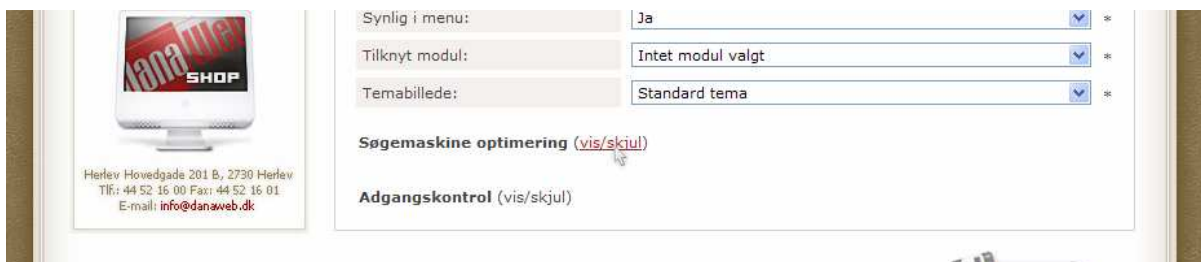 danaweb
SHOP
Herlev Hovedgade 201 B, 2730 Herlev
Tlf.: 44 52 16 00 Fax: 44 52 16 01
E-mail: info@danaweb.dk
Synlig i menu: Ja *
Tilknyt modul: Intet modul valgt *
Temabillede: Standard tema *
Søgemaskine optimering (vis/skjul)
Adgangskontrol (vis/skjul)